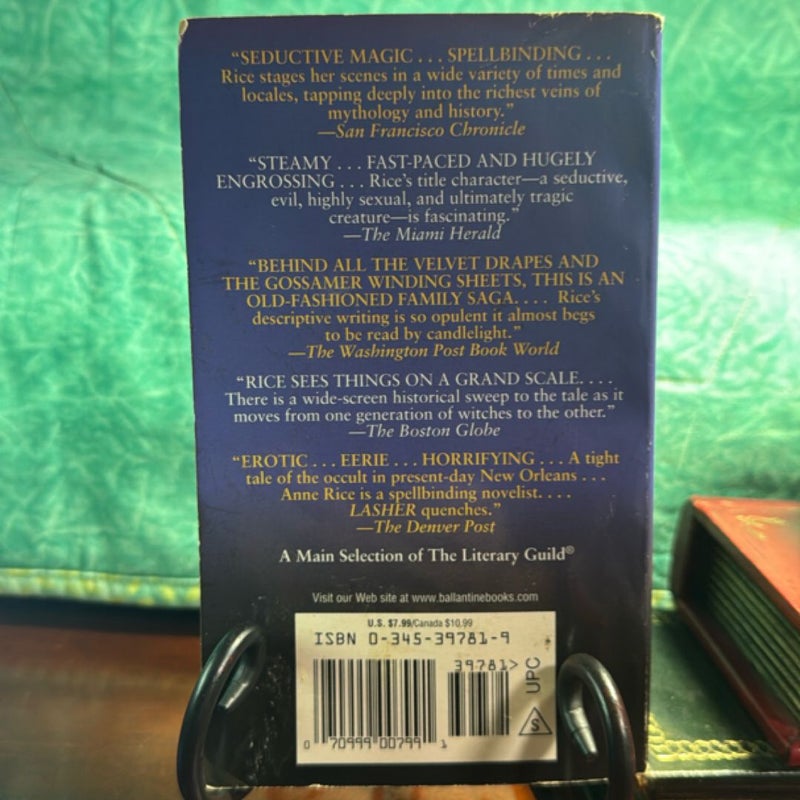 “SEDUCTIVE MAGIC . . . SPELLBINDING . . .
Rice stages her scenes in a wide variety of times and
locales, tapping deeply into the richest veins of
mythology and history.”
—San Francisco Chronicle
“STEAMY . . . FAST-PACED AND HUGELY
ENGROSSING . . . Rice’s title character—a seductive,
evil, highly sexual, and ultimately tragic
creature—is fascinating.”
—The Miami Herald
“BEHIND ALL THE VELVET DRAPES AND
THE GOSSAMER WINDING SHEETS, THIS IS AN
OLD-FASHIONED FAMILY SAGA. . . . Rice’s
descriptive writing is so opulent it almost begs
to be read by candlelight.”
—The Washington Post Book World
“RICE SEES THINGS ON A GRAND SCALE. . . .
There is a wide-screen historical sweep to the tale as it
moves from one generation of witches to the other.”
—The Boston Globe
“EROTIC . . . EERIE . . . HORRIFYING . . . A tight
tale of the occult in present-day New Orleans . . .
Anne Rice is a spellbinding novelist. . . .
LASHER quenches.”
—The Denver Post
A Main Selection of The Literary Guild®
Visit our Web site at www.ballantinebooks.com
U.S. $7.99/Canada $10.99
ISBN 0-345-39781-9
39781>
UPC
S
0 70999 00799 1